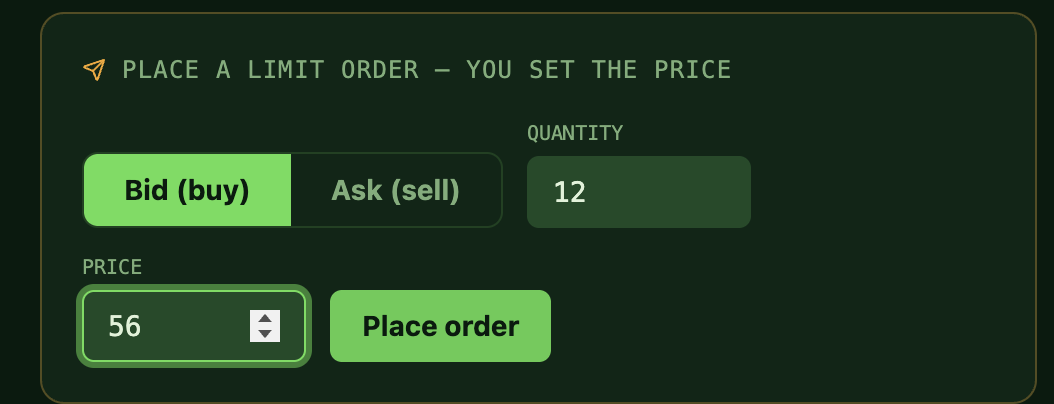 PLACE A LIMIT ORDER — YOU SET THE PRICE
QUANTITY
Bid (buy) Ask (sell) 12
PRICE
56 Place order